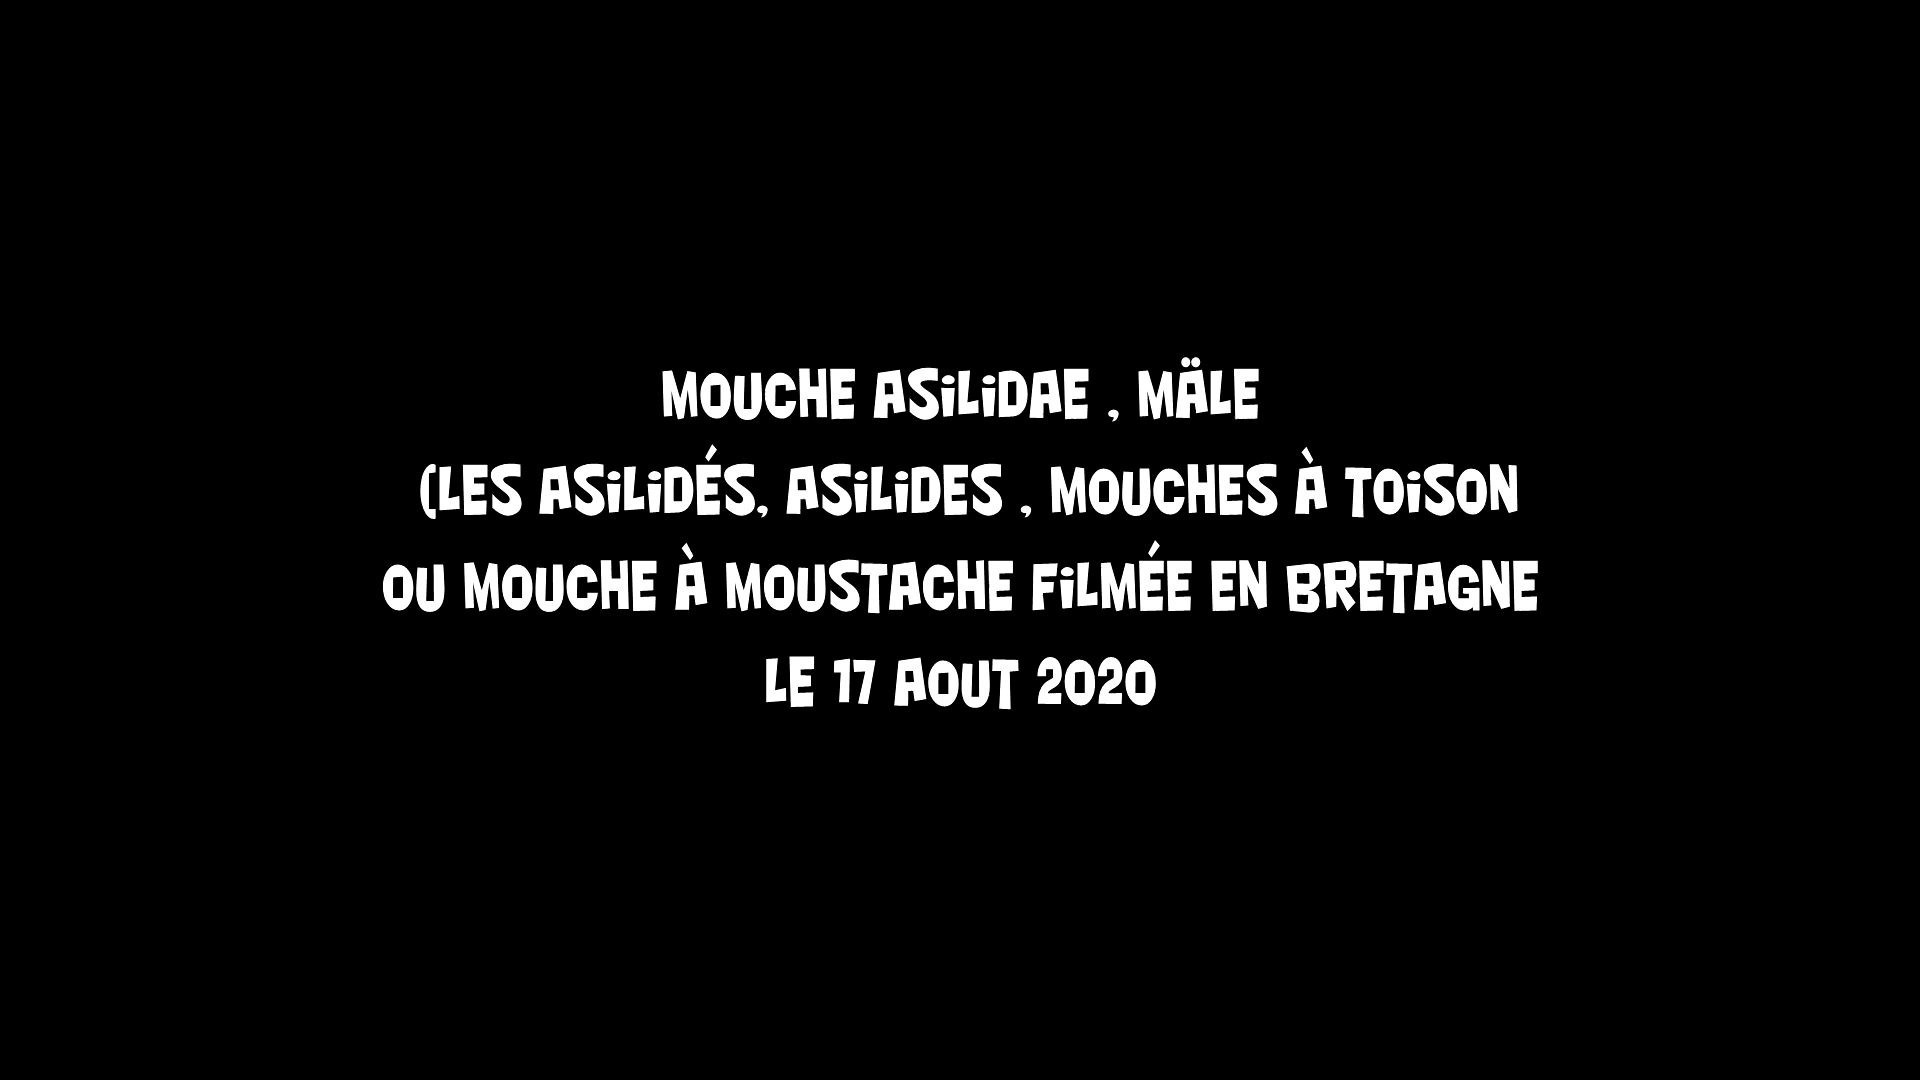 MOUCHE ASiLiDAE , MÄLE
(LES ASiLiDÉS, ASiLiDES , MOUCHES À TOiSON
OU MOUCHE À MOUSTACHE FiLMÉE EN BRETAGNE
LE 17 AOUT 2020